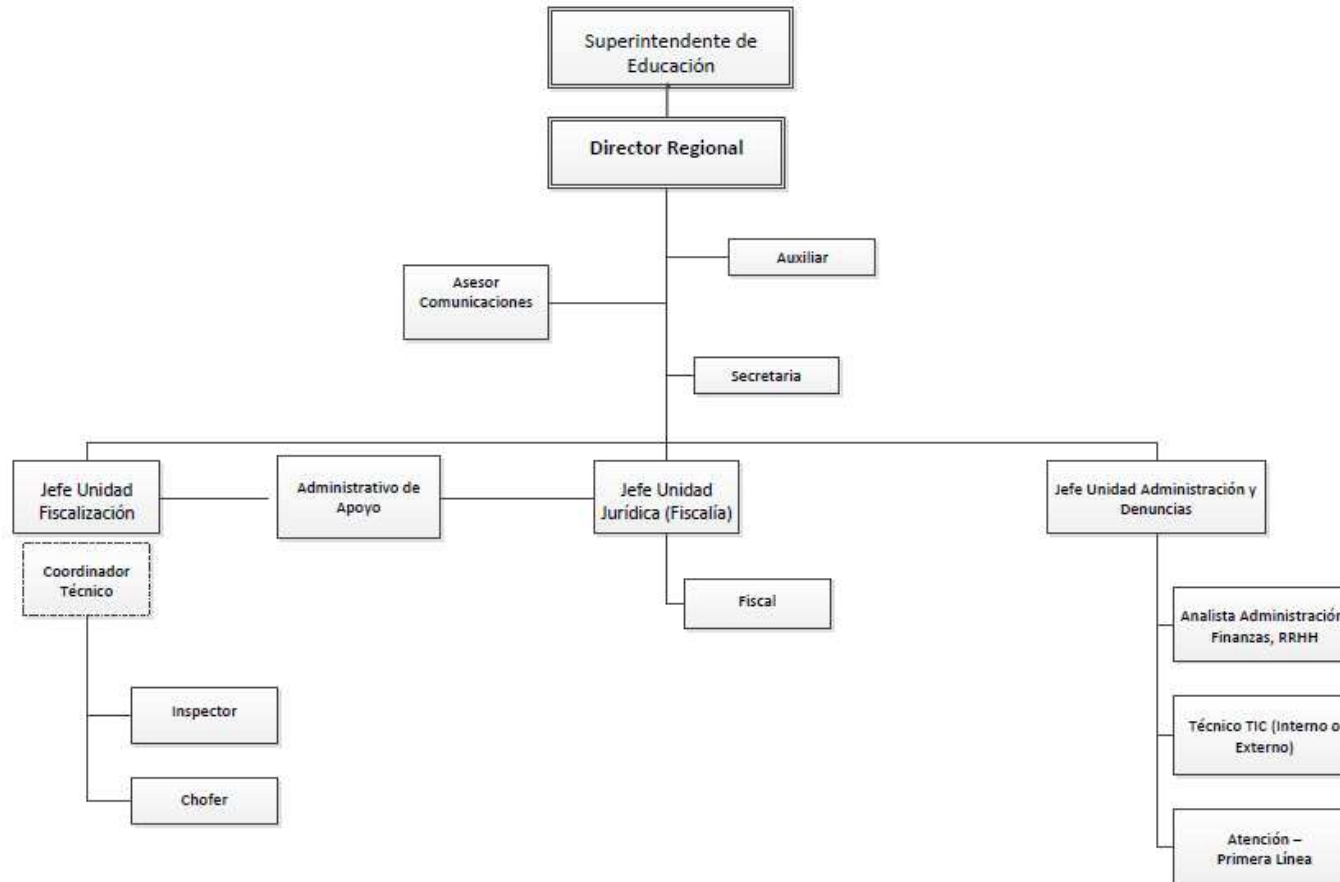 Superintendente de
Educación
Director Regional
Auxiliar
Asesor
Comunicaciones
Secretaria
Jefe Unidad
Fiscalización
Administrativo de
Apoyo
Jefe Unidad
Jurídica (Fiscalía)
Jefe Unidad Administración y
Denuncias
Coordinador
Técnico
Fiscal
Analista Administración
Finanzas, RRHH
Inspector
Técnico TIC (Interno o
Externo)
Chofer
Atención –
Primera Línea